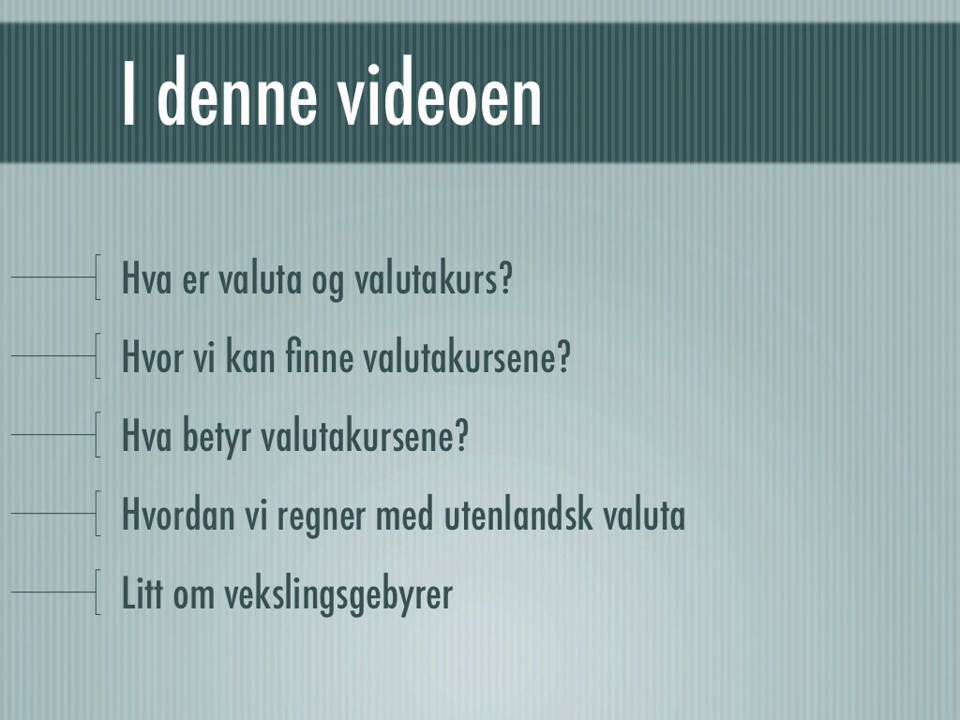 I denne videoen
Hva er valuta og valutakurs?
Hvor vi kan finne valutakursene?
Hva betyr valutakursene?
Hvordan vi regner med utenlandsk valuta
Litt om vekslingsgebyrer